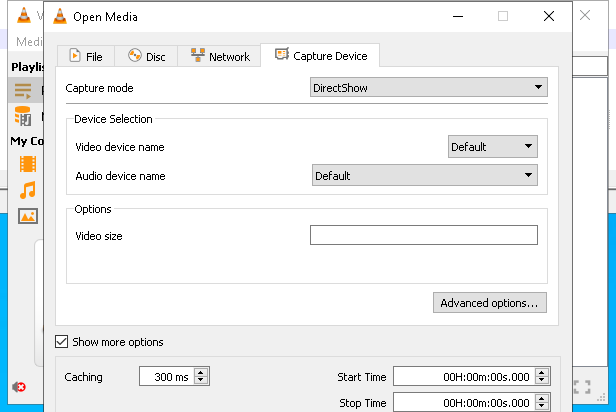 Open Media
Medi
File
Disc
Network
Capture Device
Playlis
Capture mode
DirectShow
Device Selection
My Co
Video device name
Default
Audio device name
Default
Options
Video size
Advanced options...
Show more options
Caching
300 ms
Start Time
00H:00m:00s.000
Stop Time
00H:00m:00s.000